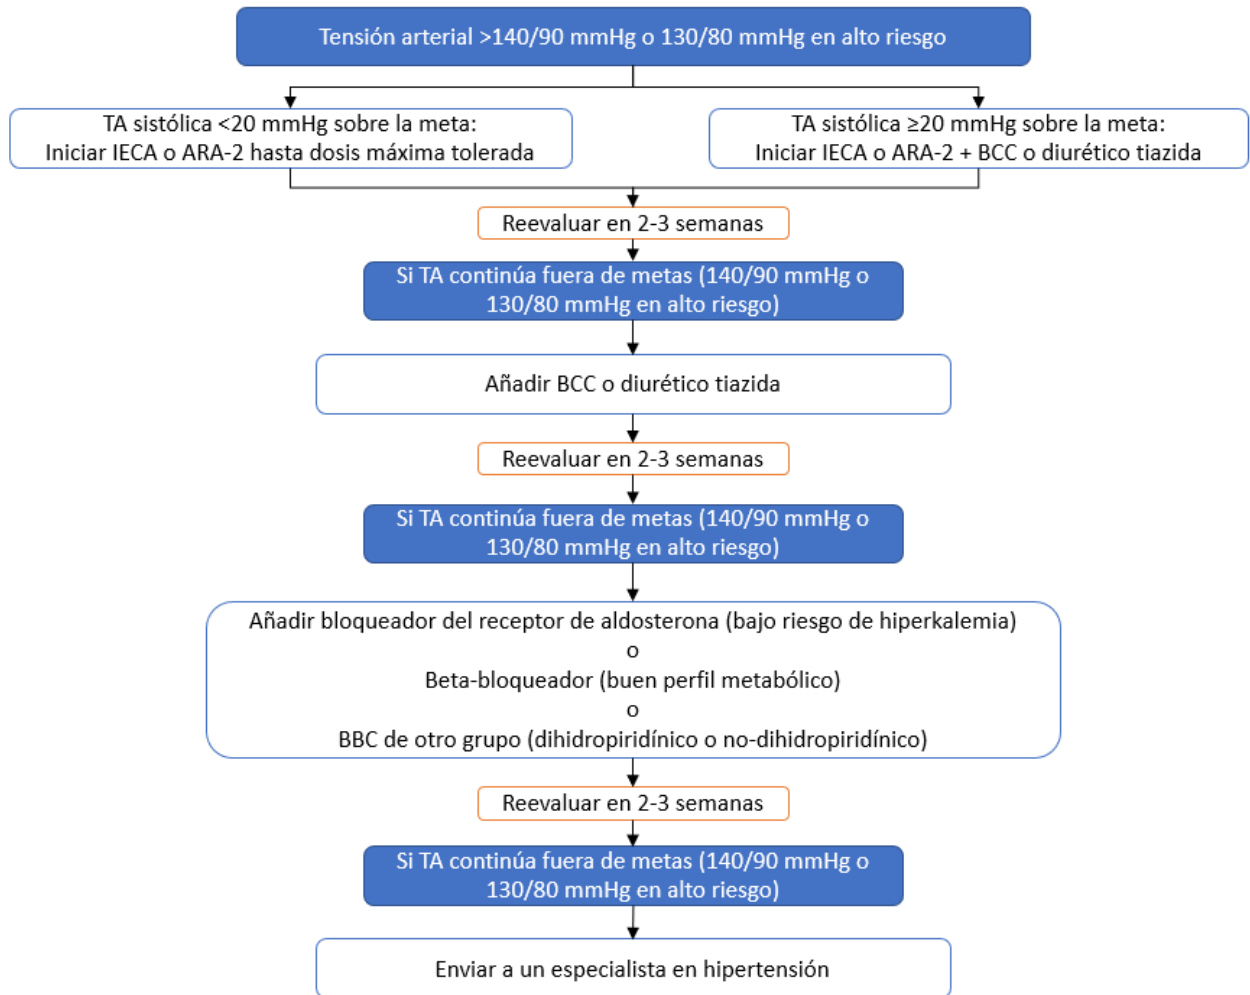 Tensión arterial >140/90 mmHg o 130/80 mmHg en alto riesgo
TA sistólica <20 mmHg sobre la meta:
Iniciar IECA o ARA-2 hasta dosis máxima tolerada
TA sistólica ≥20 mmHg sobre la meta:
Iniciar IECA o ARA-2 + BCC o diurético tiazida
Reevaluar en 2-3 semanas
Si TA continúa fuera de metas (140/90 mmHg o
130/80 mmHg en alto riesgo)
Añadir BCC o diurético tiazida
Reevaluar en 2-3 semanas
Si TA continúa fuera de metas (140/90 mmHg o
130/80 mmHg en alto riesgo)
Añadir bloqueador del receptor de aldosterona (bajo riesgo de hiperkalemia)
o
Beta-bloqueador (buen perfil metabólico)
o
BBC de otro grupo (dihidropiridínico o no-dihidropiridínico)
Reevaluar en 2-3 semanas
Si TA continúa fuera de metas (140/90 mmHg o
130/80 mmHg en alto riesgo)
Enviar a un especialista en hipertensión